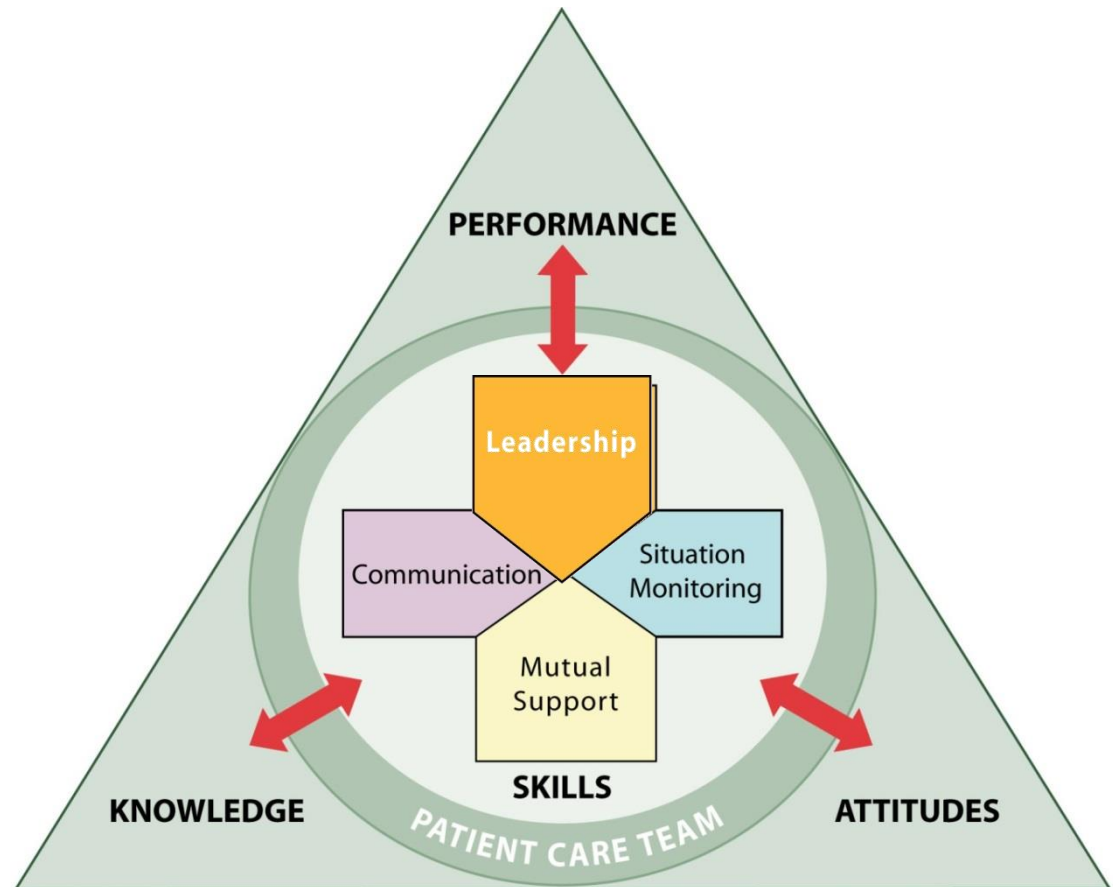 PERFORMANCE
Leadership
Communication
Situation
Monitoring
Mutual
Support
SKILLS
KNOWLEDGE
ATTITUDES
PATIENT CARE TEAM